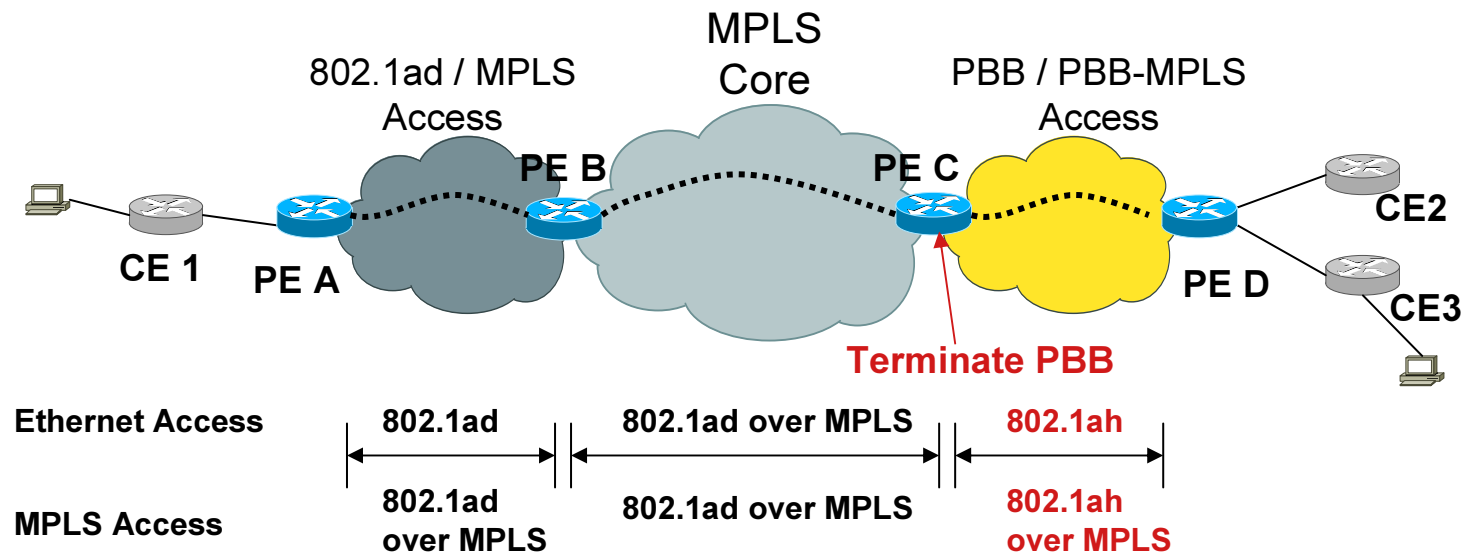 MPLS
Core
802.1ad / MPLS
Access
PBB / PBB-MPLS
Access
PE B
PE C
CE 1
PE A
CE2
PE D
CE3
Terminate PBB
Ethernet Access
802.1ad
802.1ad over MPLS
802.1ah
MPLS Access
802.1ad
over MPLS
802.1ad over MPLS
802.1ah
over MPLS